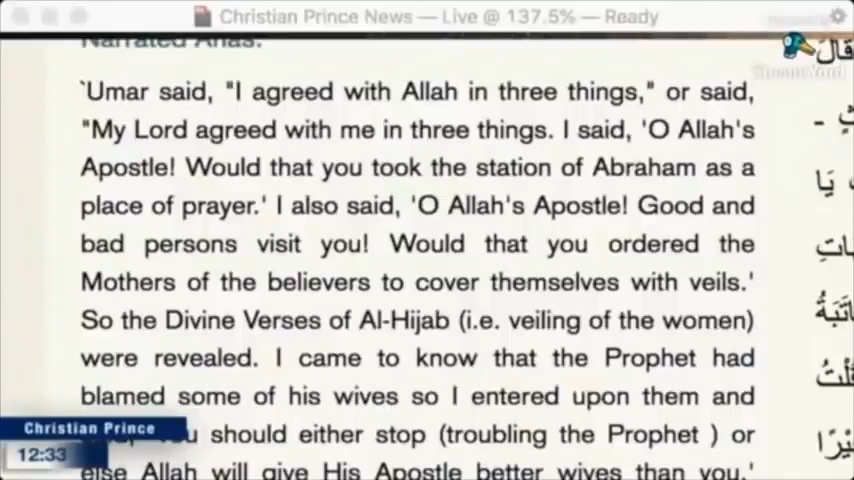 Christian Prince News — Live @ 137.5% — Ready
Narrated Anas:
`Umar said, "I agreed with Allah in three things," or said,
"My Lord agreed with me in three things. I said, 'O Allah's
Apostle! Would that you took the station of Abraham as a
place of prayer.' I also said, 'O Allah's Apostle! Good and
bad persons visit you! Would that you ordered the
Mothers of the believers to cover themselves with veils.'
So the Divine Verses of Al-Hijab (i.e. veiling of the women)
were revealed. I came to know that the Prophet had
blamed some of his wives so I entered upon them and
should either stop (troubling the Prophet ) or
else Allah will give His Apostle better wives than you.'
قَالَ
يَا
StreamYard
Christian Prince
12:33